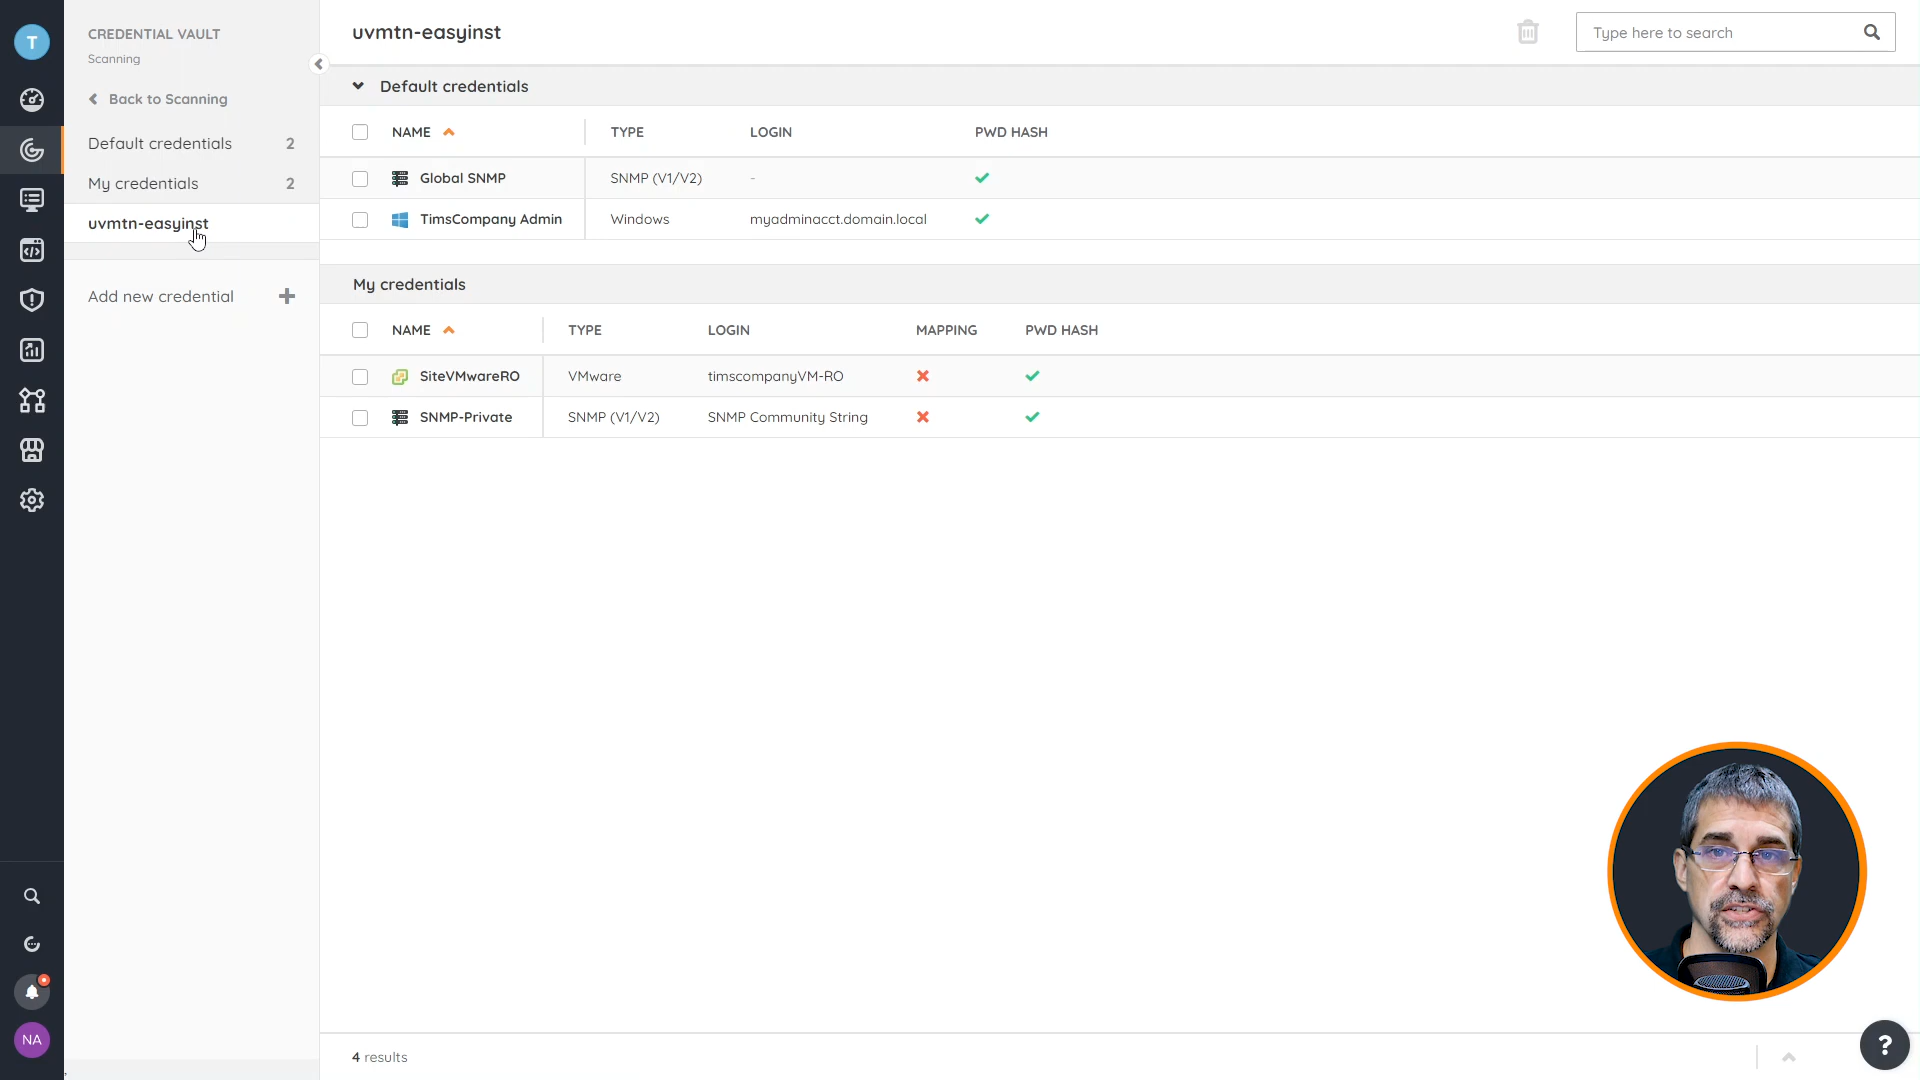 T
CREDENTIAL VAULT
Scanning
Back to Scanning
Default credentials 2
My credentials 2
uvmtn-easyinst
Add new credential
NA
uvmtn-easyinst
Type here to search
Default credentials
NAME TYPE LOGIN PWD HASH
Global SNMP SNMP (V1/V2) -
TimsCompany Admin Windows myadminacct.domain.local
My credentials
NAME TYPE LOGIN MAPPING PWD HASH
SiteVMwareRO VMware timscompanyVM-RO
SNMP-Private SNMP (V1/V2) SNMP Community String
4 results
?